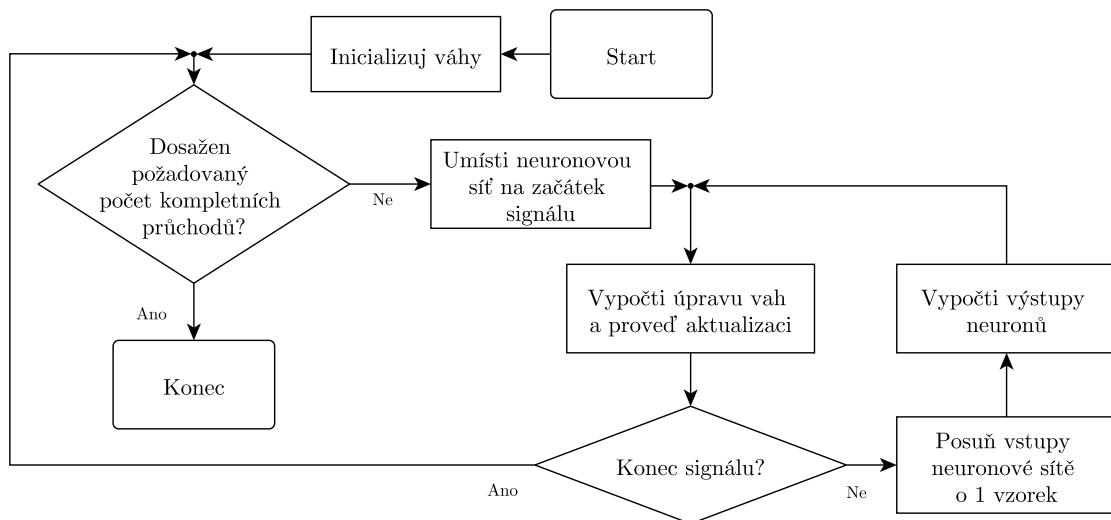 Inicializuj váhy
Start
Dosažen
požadovaný
počet kompletních
průchodů?
Ne
Umísti neuronovou
síť na začátek
signálu
Vypočti úpravu vah
a proveď aktualizaci
Vypočti výstupy
neuronů
Ano
Konec
Konec signálu?
Ano
Ne
Posuň vstupy
neuronové sítě
o 1 vzorek